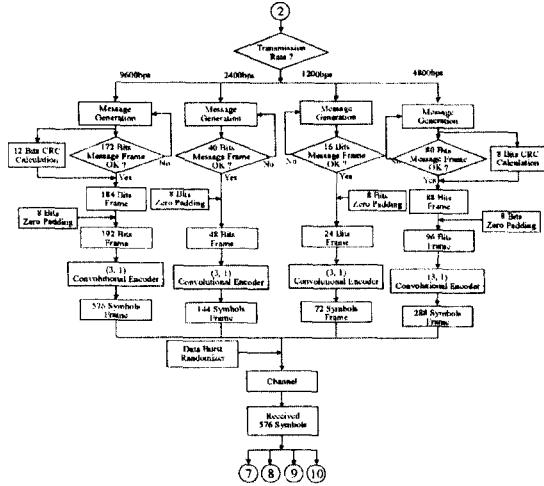 2
Transmission
Rate ?
9600bps
2400bps
1200bps
4800bps
Message
Generation
Message
Generation
Message
Generation
Message
Generation
12 Bits CRC
Calculation
172 Bits
Message Frame
OK ?
No
40 Bits
Message Frame
OK ?
No
16 Bits
Message Frame
OK ?
No
80 Bits
Message Frame
OK ?
8 Bits CRC
Calculation
Yes
Yes
Yes
Yes
184 Bits
Frame
8 Bits
Zero Padding
8 Bits
Zero Padding
88 Bits
Frame
8 Bits
Zero Padding
192 Bits
Frame
48 Bits
Frame
24 Bits
Frame
96 Bits
Frame
8 Bits
Zero Padding
(3, 1)
Convolutional Encoder
(3, 1)
Convolutional Encoder
(3, 1)
Convolutional Encoder
(3, 1)
Convolutional Encoder
576 Symbols
Frame
144 Symbols
Frame
72 Symbols
Frame
288 Symbols
Frame
Data Burst
Randomizer
Channel
Received
576 Symbols
7
8
9
10